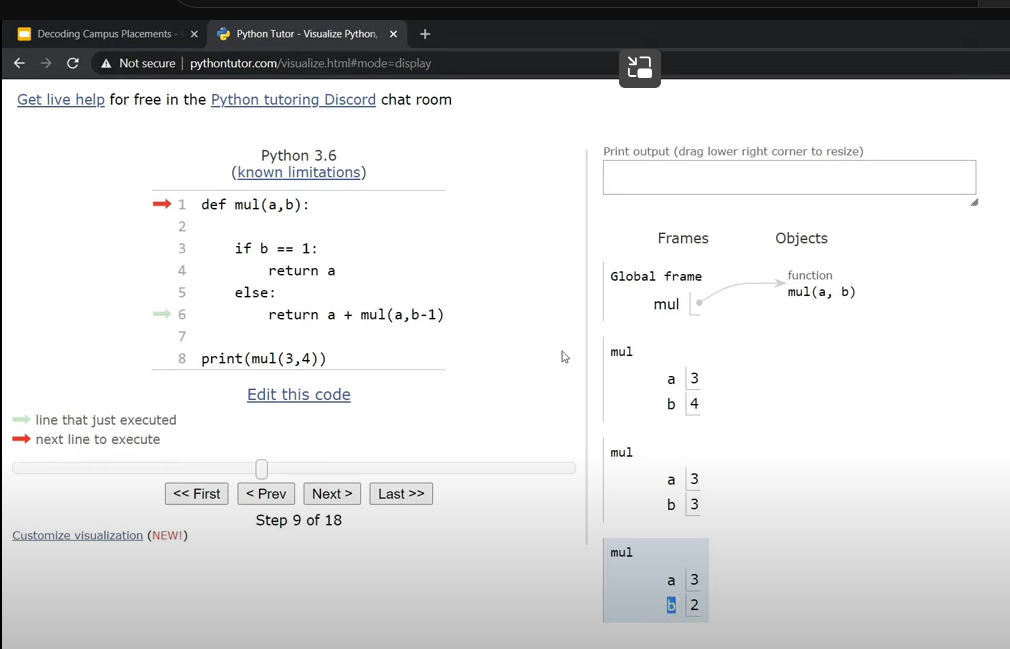 Decoding Campus Placements -
Python Tutor - Visualize Python,
Not secure | pythontutor.com/visualize.html#mode=display
Get live help for free in the Python tutoring Discord chat room
Python 3.6
(known limitations)
1 def mul(a,b):
2
3 if b == 1:
4 return a
5 else:
6 return a + mul(a,b-1)
7
8 print(mul(3,4))
Edit this code
line that just executed
next line to execute
<< First < Prev Next > Last >>
Step 9 of 18
Customize visualization (NEW!)
Print output (drag lower right corner to resize)
Frames Objects
Global frame
mul
function
mul(a, b)
mul
a 3
b 4
mul
a 3
b 3
mul
a 3
b 2